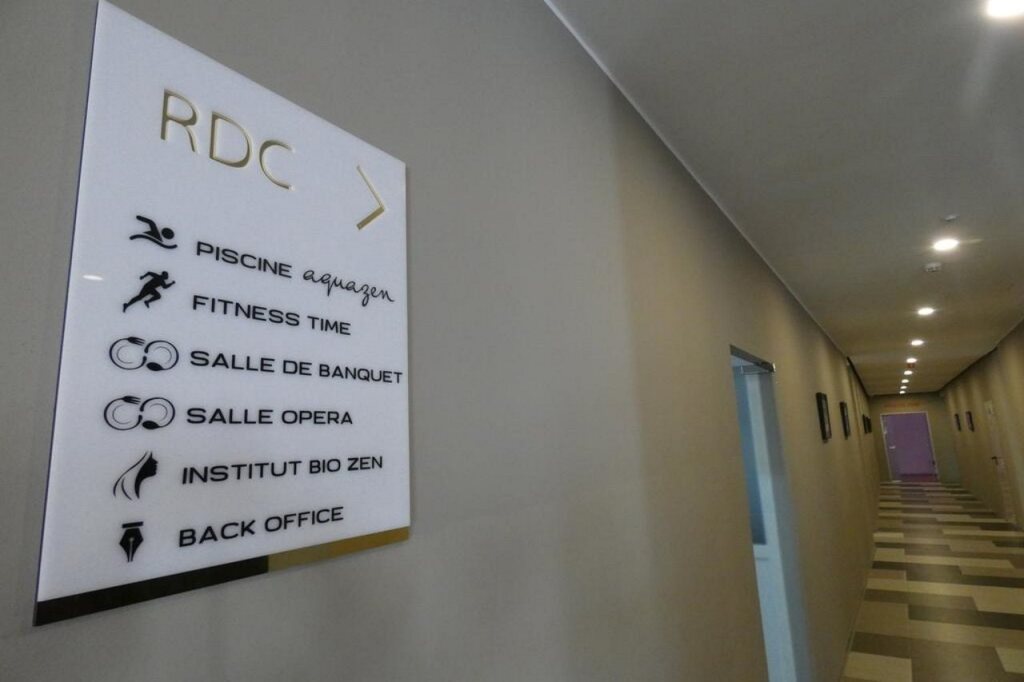 RDC >
PISCINE aquazen
FITNESS TIME
SALLE DE BANQUET
SALLE OPERA
INSTITUT BIO ZEN
BACK OFFICE